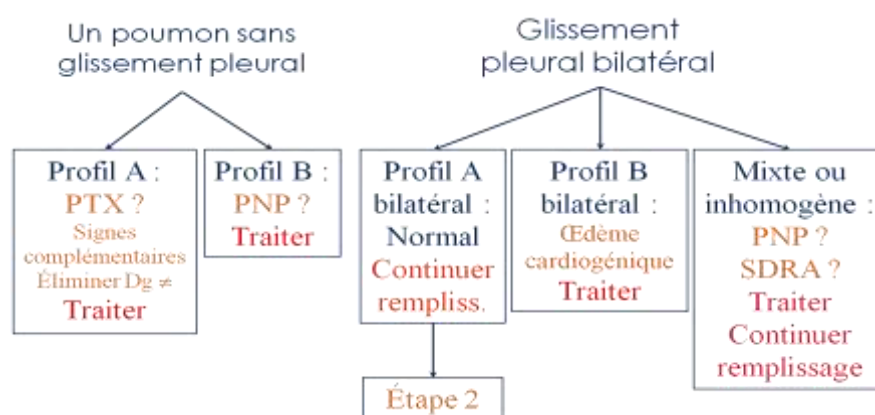 Un poumon sans
glissement pleural
Glissement
pleural bilatéral
Profil A :
PTX ?
Signes
complémentaires
Éliminer Dg ≠
Traiter
Profil B :
PNP ?
Traiter
Profil A
bilatéral :
Normal
Continuer
rempliss.
Profil B
bilatéral :
Œdème
cardiogénique
Traiter
Mixte ou
inhomogène :
PNP ?
SDRA ?
Traiter
Continuer
remplissage
Étape 2